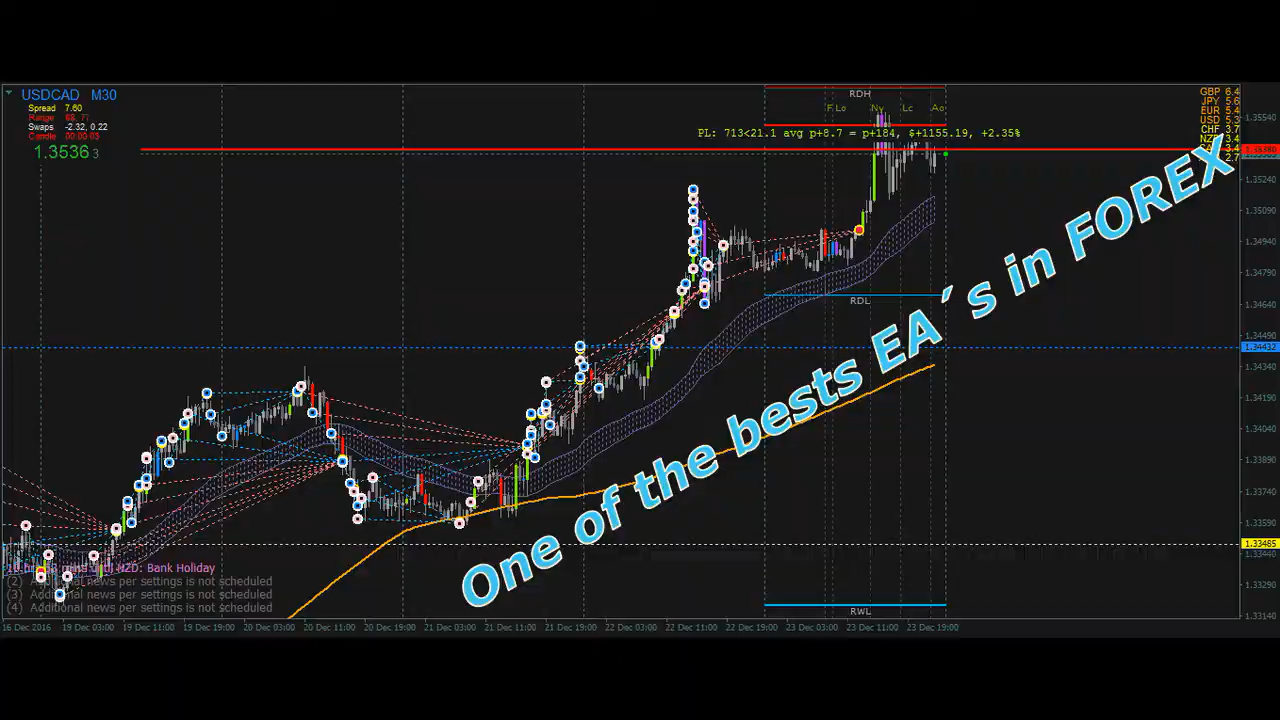 USDCAD M30
Spread 7.60
Range 68, 77
Swaps -2.32, 0.22
Candle 00:03:03
1.3536 3
RDH
F Lo Ny Lc Ao
PL: 713<21.1 avg p+8.7 = p+184, $+1155.19, +2.35%
GBP 6.4
JPY 5.6
EUR 5.4
USD 5.3
CHF 3.7
3.4
3.4
2.7
1.35540
1.35380
1.35240
1.35090
1.34940
1.34790
1.34640
1.34490
1.34432
1.34340
1.34190
1.34040
1.33890
1.33740
1.33590
1.33485
1.33440
1.33290
1.33140
RDL
RWL
One of the bests EA´s in FOREX
NZD: Bank Holiday
(2) Additional news per settings is not scheduled
(3) Additional news per settings is not scheduled
(4) Additional news per settings is not scheduled
16 Dec 2016 19 Dec 03:00 19 Dec 11:00 19 Dec 19:00 20 Dec 03:00 20 Dec 11:00 20 Dec 19:00 21 Dec 03:00 21 Dec 11:00 21 Dec 19:00 22 Dec 03:00 22 Dec 11:00 22 Dec 19:00 23 Dec 03:00 23 Dec 11:00 23 Dec 19:00